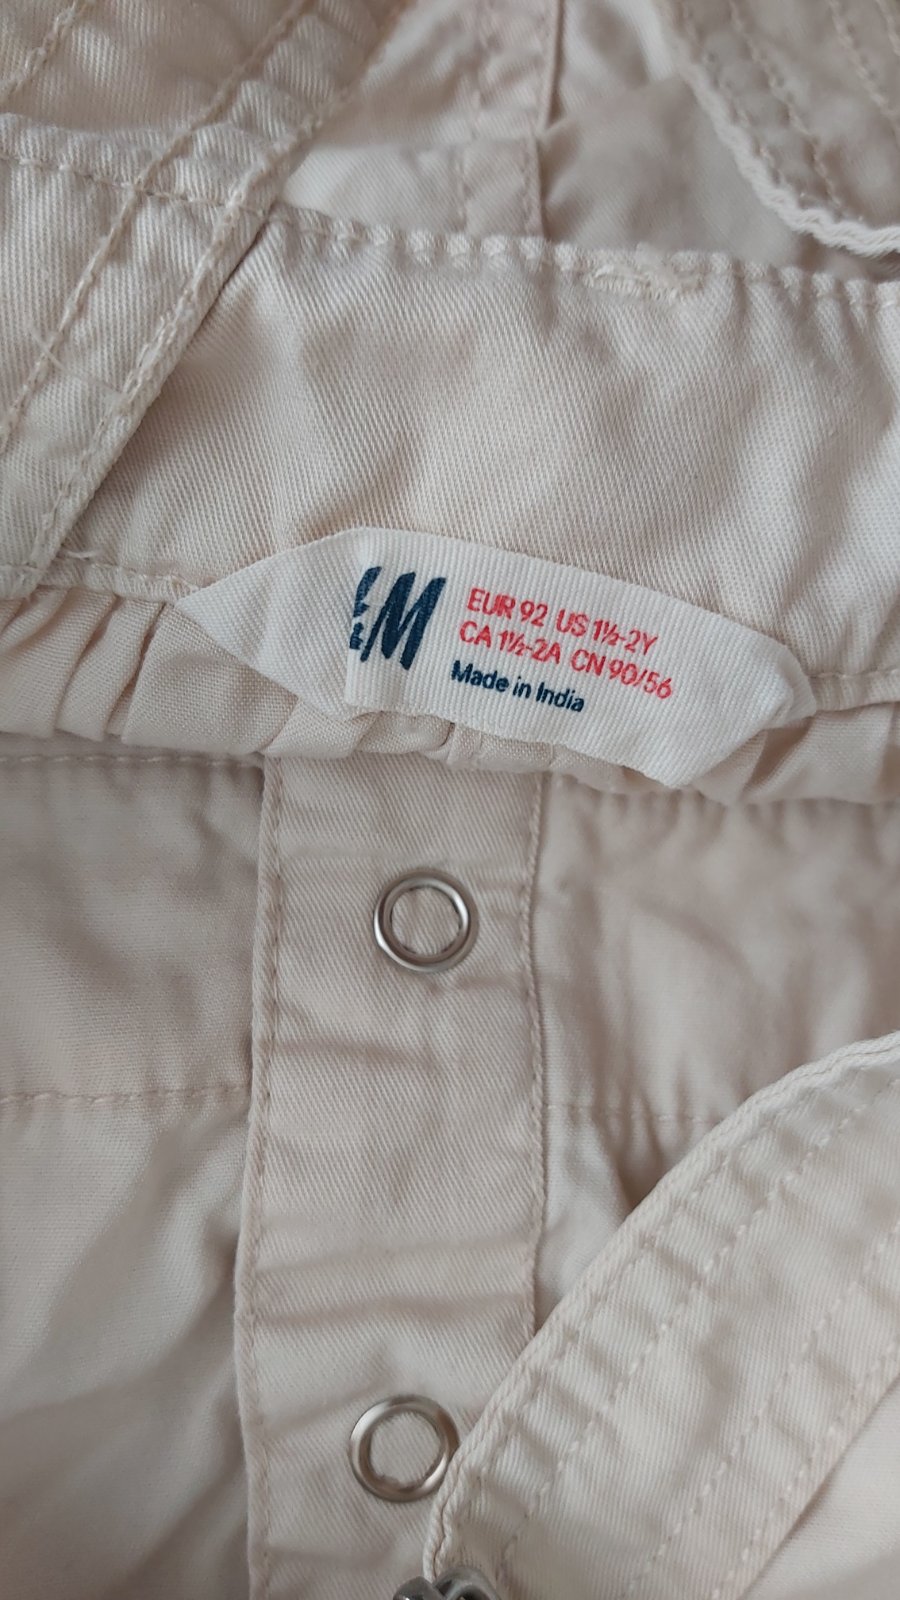 &M
EUR 92 US 1½-2Y
CA 1½-2A CN 90/56
Made in India